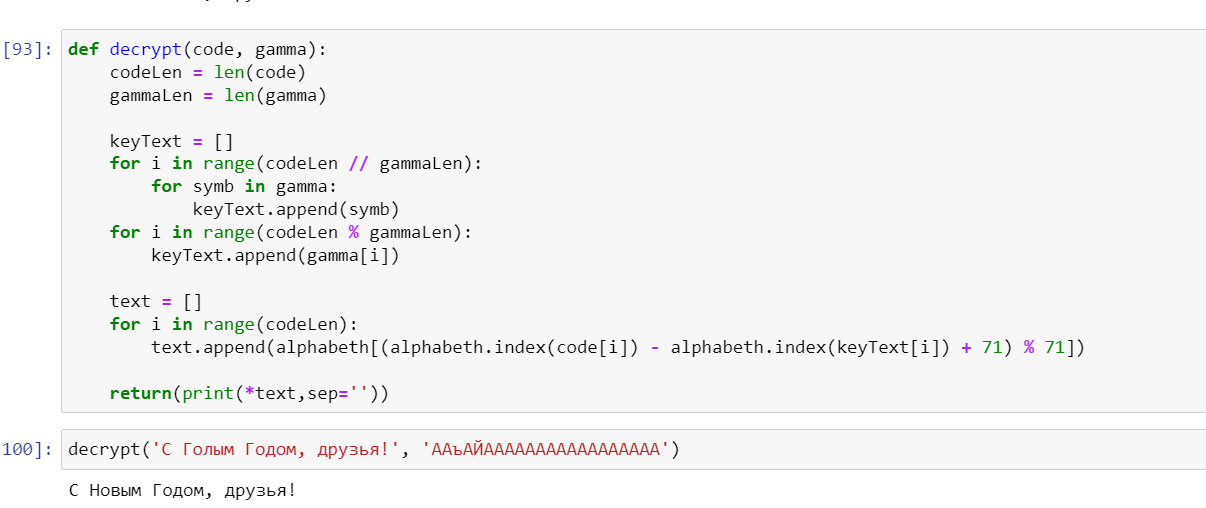 [93]: def decrypt(code, gamma):
    codeLen = len(code)
    gammaLen = len(gamma)
    keyText = []
    for i in range(codeLen // gammaLen):
        for symb in gamma:
            keyText.append(symb)
    for i in range(codeLen % gammaLen):
        keyText.append(gamma[i])
    text = []
    for i in range(codeLen):
        text.append(alphabeth[(alphabeth.index(code[i]) - alphabeth.index(keyText[i]) + 71) % 71])
    return(print(*text,sep=''))
100]: decrypt('С Голым Годом, друзья!', 'ААъАЙААААААААААААААААА')
С Новым Годом, друзья!